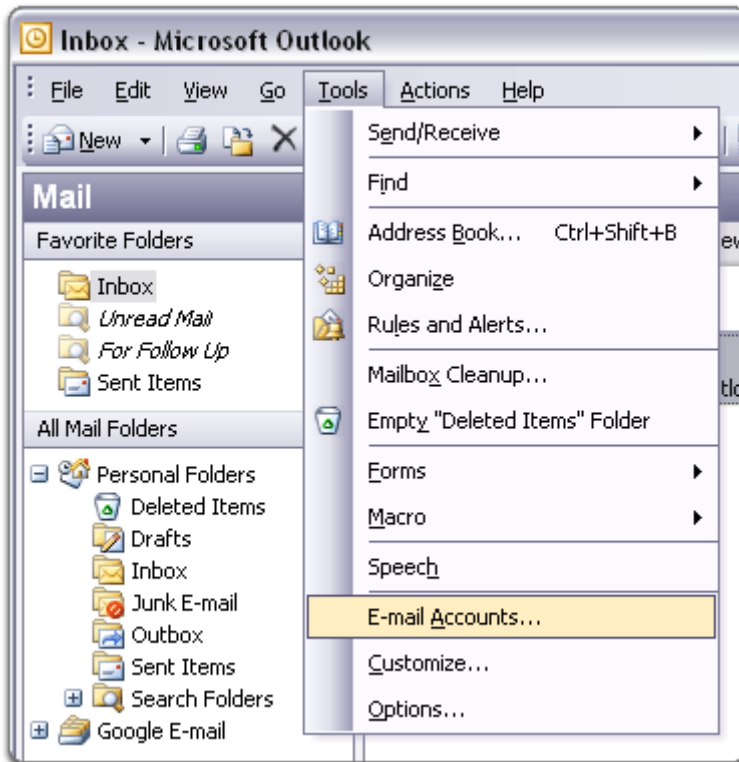 Inbox - Microsoft Outlook
File Edit View Go Tools Actions Help
New
Send/Receive
Find
Address Book... Ctrl+Shift+B
Organize
Rules and Alerts...
Mailbox Cleanup...
Empty "Deleted Items" Folder
Forms
Macro
Speech
E-mail Accounts...
Customize...
Options...
Mail
Favorite Folders
Inbox
Unread Mail
For Follow Up
Sent Items
All Mail Folders
Personal Folders
Deleted Items
Drafts
Inbox
Junk E-mail
Outbox
Sent Items
Search Folders
Google E-mail